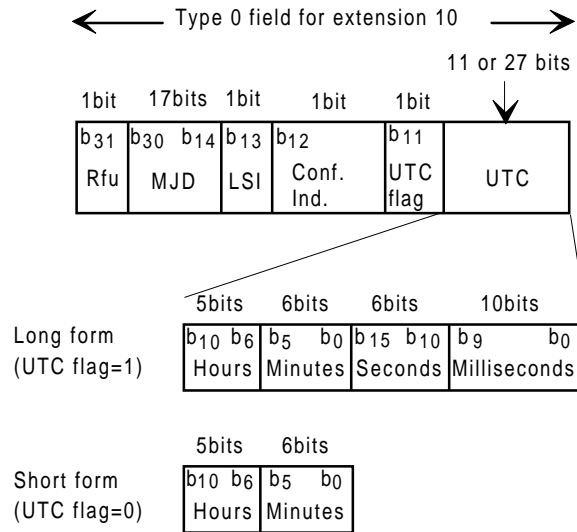 Type 0 field for extension 10
11 or 27 bits
1bit 17bits 1bit 1bit 1bit
b31 b30 b14 b13 b12 b11
Rfu MJD LSI Conf. Ind. UTC flag UTC
5bits 6bits 6bits 10bits
Long form
(UTC flag=1)
b10 b6 b5 b0 b15 b10 b9 b0
Hours Minutes Seconds Milliseconds
5bits 6bits
Short form
(UTC flag=0)
b10 b6 b5 b0
Hours Minutes